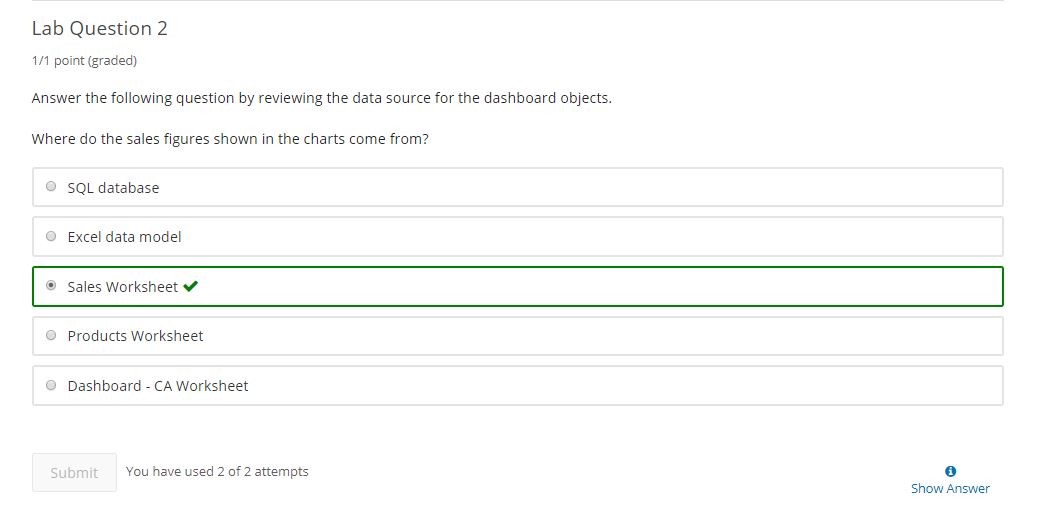 Lab Question 2
1/1 point (graded)
Answer the following question by reviewing the data source for the dashboard objects.
Where do the sales figures shown in the charts come from?
SQL database
Excel data model
Sales Worksheet
Products Worksheet
Dashboard - CA Worksheet
Submit You have used 2 of 2 attempts
Show Answer